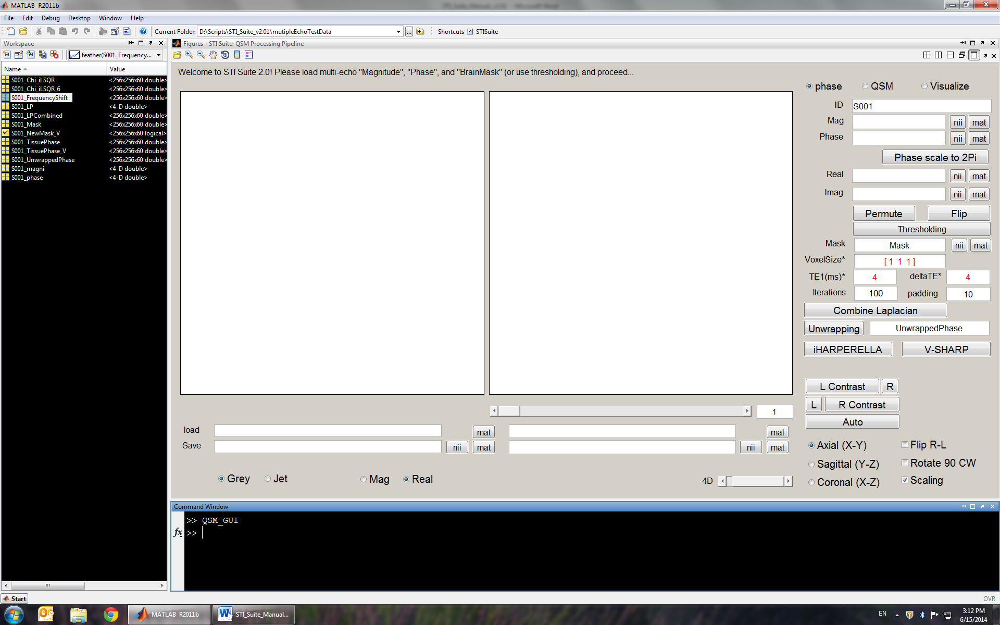 MATLAB R2011b
File Edit Debug Desktop Window Help
Current Folder: D:\Scripts\STI_Suite_v2.01\mutipleEchoTestData ... Shortcuts STISuite
Workspace
feather(S001_Frequency...
Name Value
S001_Chi_iLSQR <256x256x60 double>
S001_Chi_iLSQR_6 <256x256x60 double>
S001_FrequencyShift <256x256x60 double>
S001_LP <4-D double>
S001_LPCombined <256x256x60 double>
S001_Mask <256x256x60 double>
S001_NewMask_V <256x256x60 logical>
S001_TissuePhase <256x256x60 double>
S001_TissuePhase_V <256x256x60 double>
S001_UnwrappedPhase <256x256x60 double>
S001_magni <4-D double>
S001_phase <4-D double>
Figures - STI Suite: QSM Processing Pipeline
Welcome to STI Suite 2.0! Please load multi-echo "Magnitude", "Phase", and "BrainMask" (or use thresholding), and proceed...
phase QSM Visualize
ID S001
Mag nii mat
Phase nii mat
Phase scale to 2Pi
Real nii mat
Imag nii mat
Permute Flip
Thresholding
Mask Mask nii mat
VoxelSize* [ 1 1 1 ]
TE1(ms)* 4 deltaTE* 4
Iterations 100 padding 10
Combine Laplacian
Unwrapping UnwrappedPhase
iHARPERELLA V-SHARP
L Contrast R
L R Contrast
Auto
1
load mat mat
Save nii mat nii mat
Grey Jet Mag Real 4D
Axial (X-Y) Flip R-L
Sagittal (Y-Z) Rotate 90 CW
Coronal (X-Z) Scaling
Command Window
>> QSM_GUI
fx >>
Start OVR
MATLAB R2011b STI_Suite_Manual... EN 3:12 PM
6/15/2014